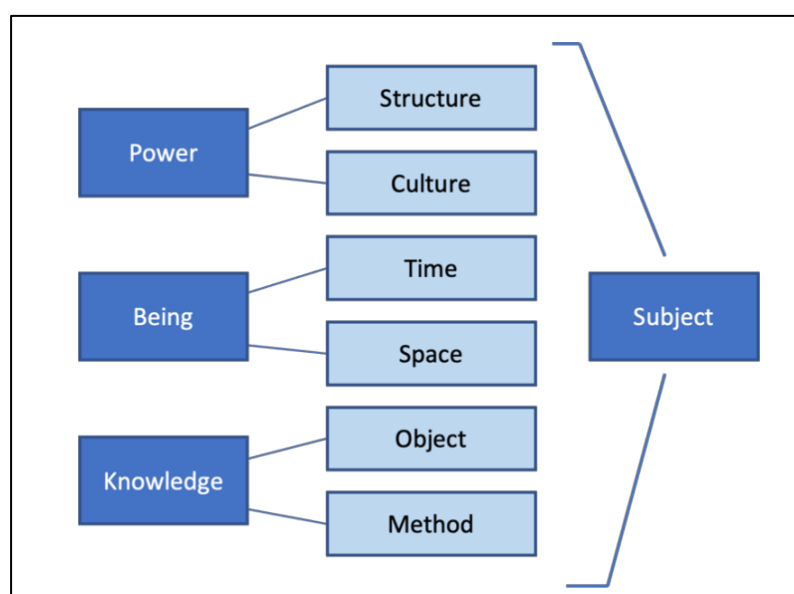 Structure
Power
Culture
Time
Being
Subject
Space
Object
Knowledge
Method